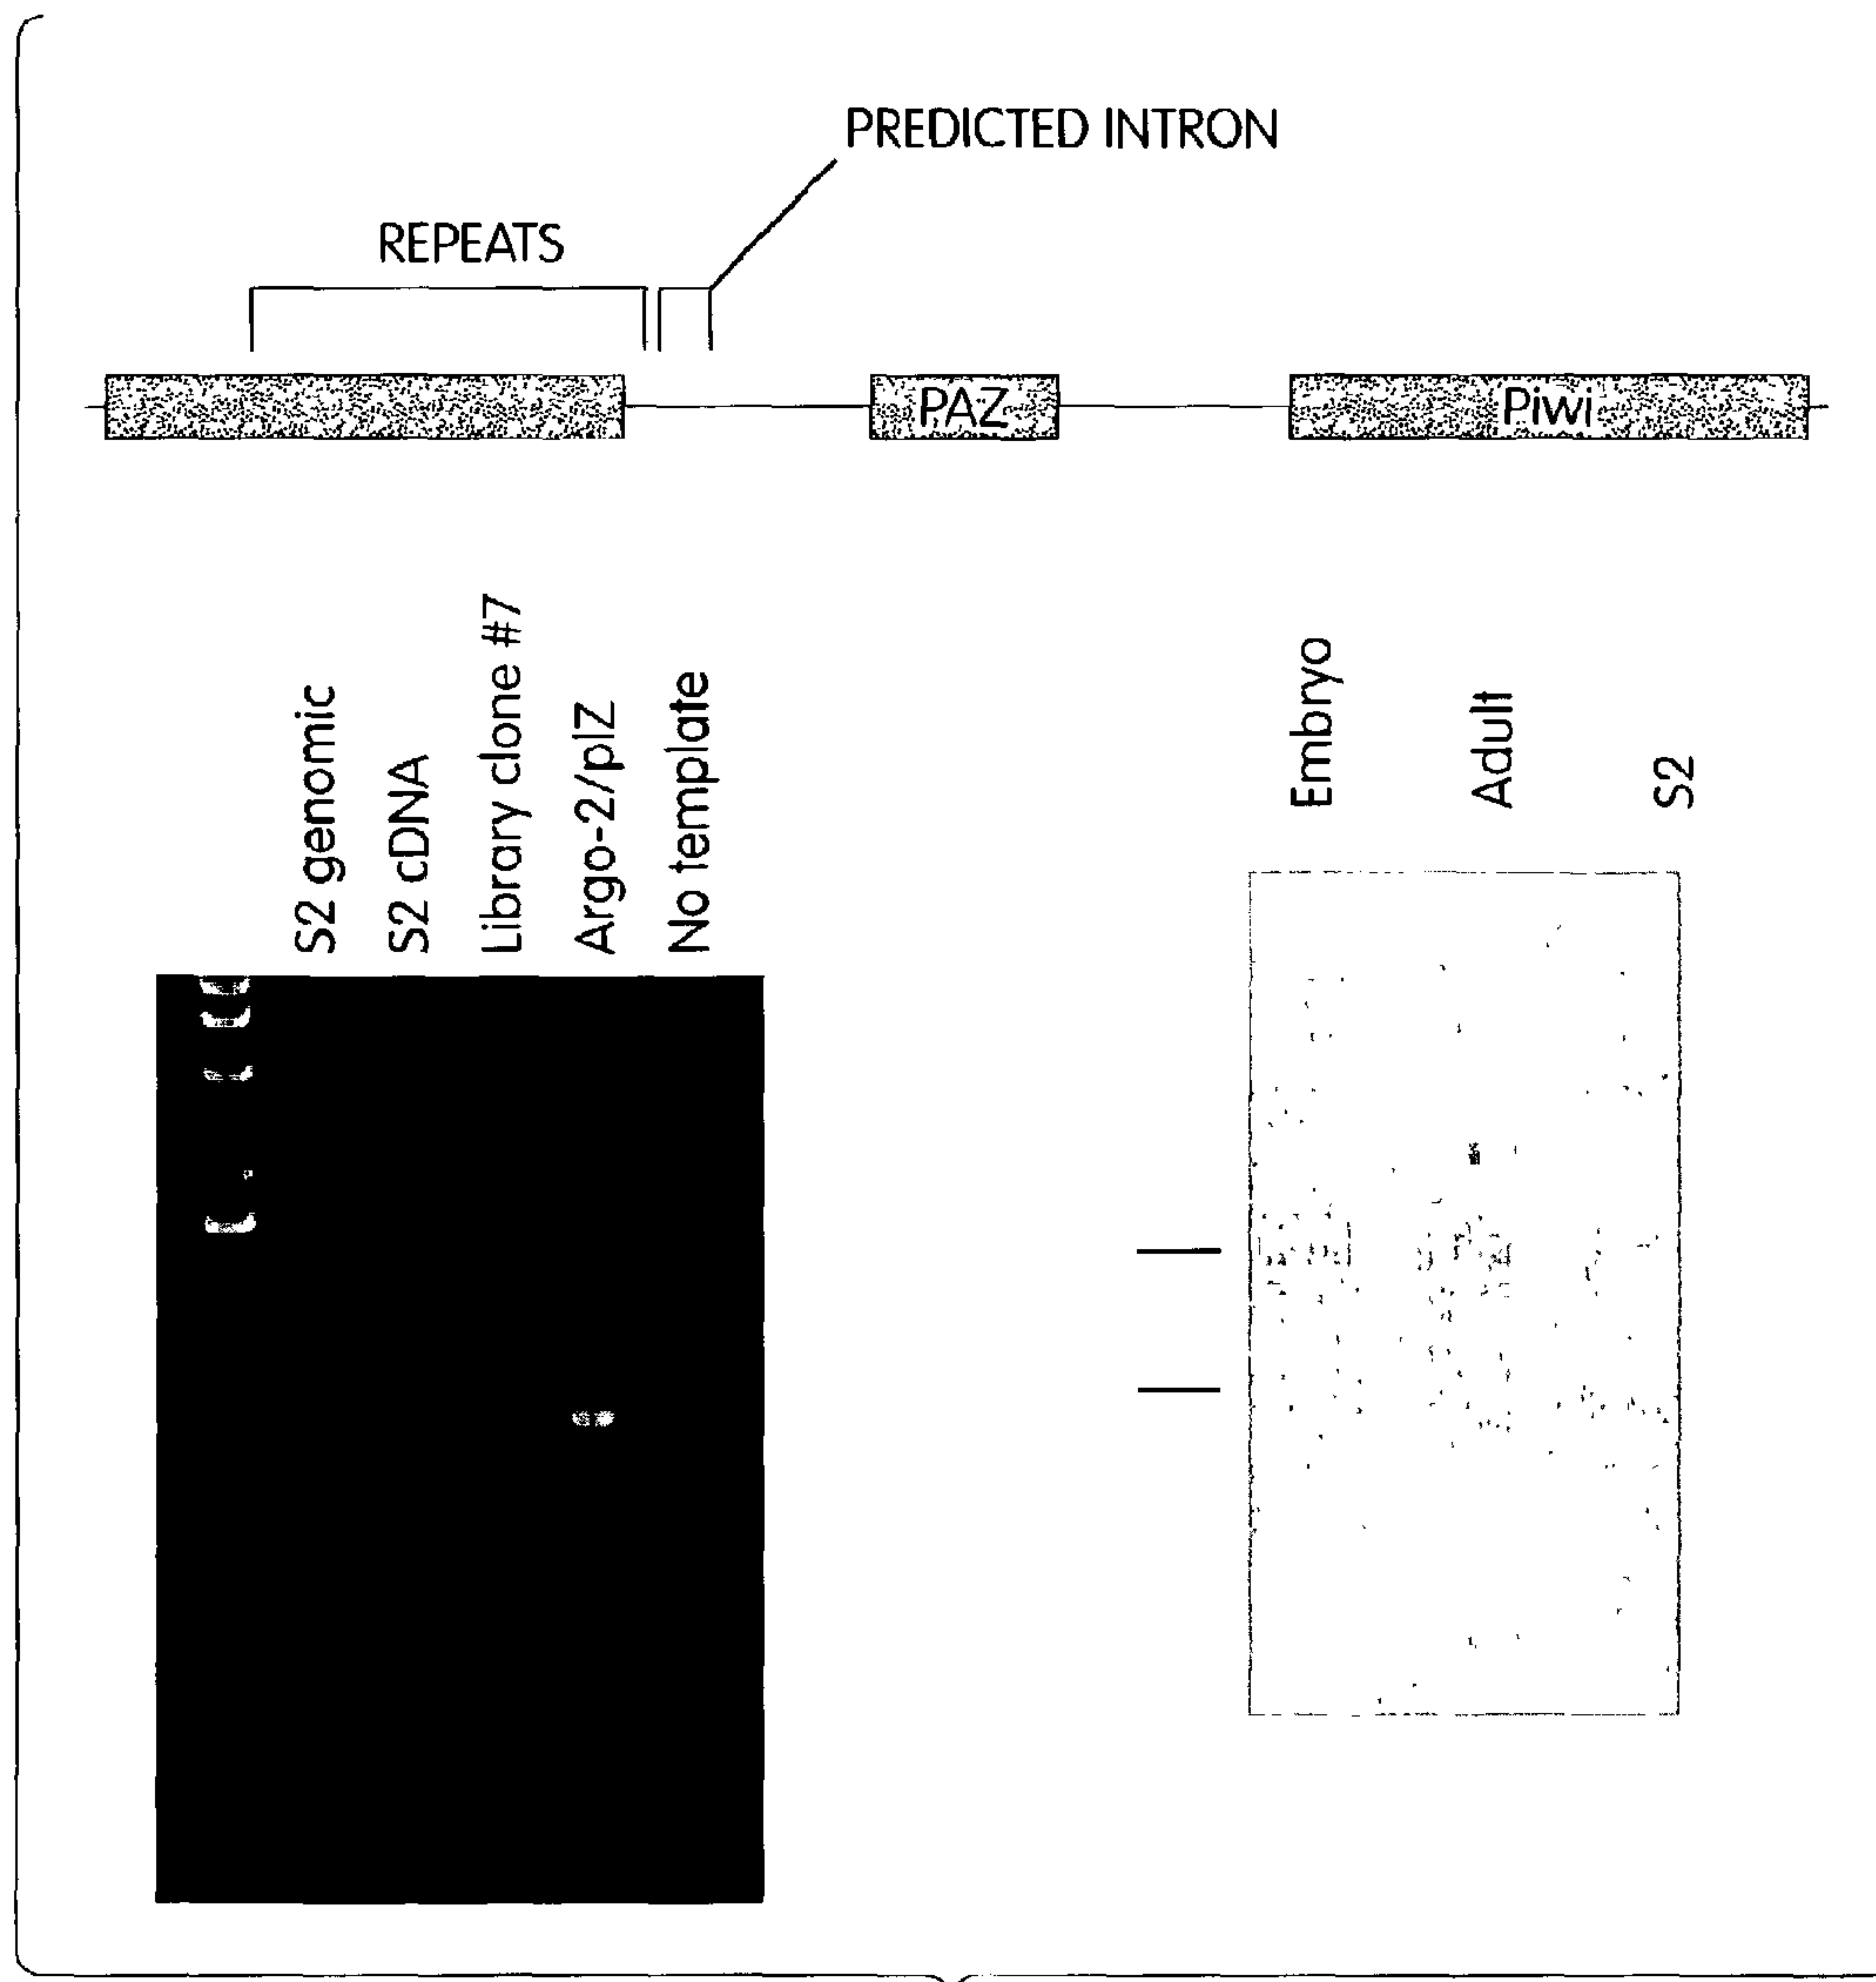 PREDICTED INTRON
REPEATS
PAZ
Piwi
S2 genomic
S2 cDNA
Library clone #7
Argo-2/pIZ
No template
Embryo
Adult
S2